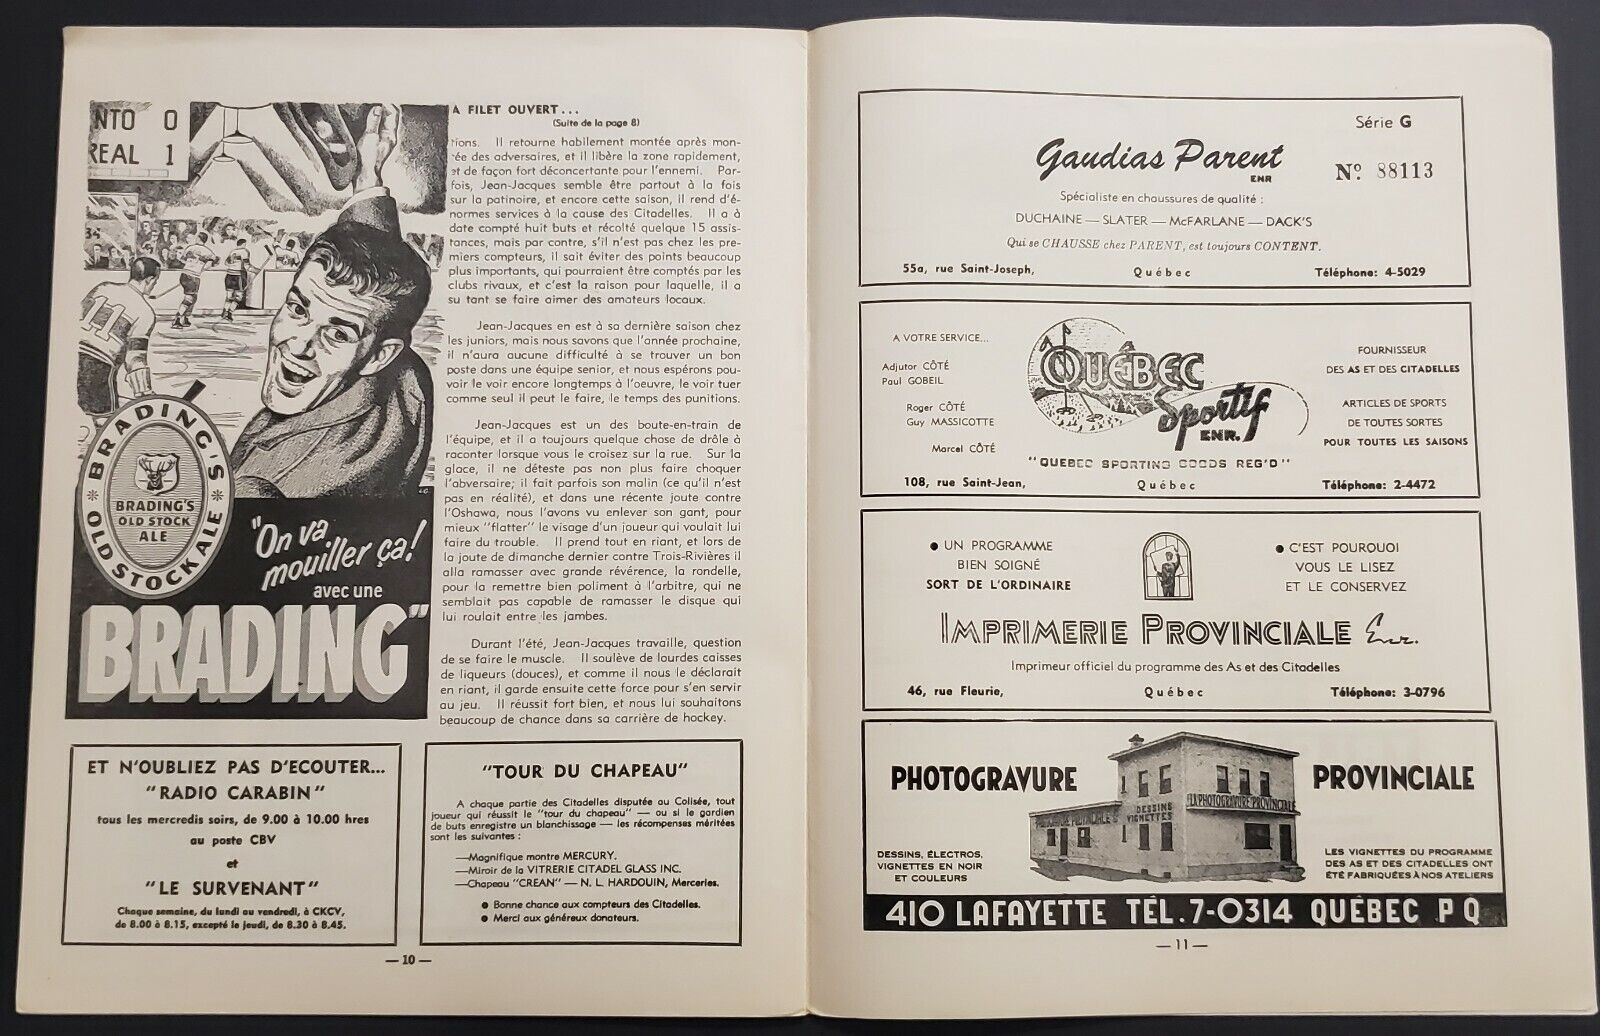 NTO 0
REAL 1
34
11
BRADING'S
OLD STOCK ALE
BRADING'S
OLD STOCK
ALE
"On va
mouiller ça!
avec une
BRADING"
A FILET OUVERT...
(Suite de la page 8)
tions. Il retourne habilement montée après mon-
tée des adversaires, et il libère la zone rapidement,
et de façon fort déconcertante pour l'ennemi. Par-
fois, Jean-Jacques semble être partout à la fois
sur la patinoire, et encore cette saison, il rend d'é-
normes services à la cause des Citadelles. Il a à
date compté huit buts et récolté quelque 15 assis-
tances, mais par contre, s'il n'est pas chez les pre-
miers compteurs, il sait éviter des points beaucoup
plus importants, qui pourraient être comptés par les
clubs rivaux, et c'est la raison pour laquelle, il a
su tant se faire aimer des amateurs locaux.
Jean-Jacques en est à sa dernière saison chez
les juniors, mais nous savons que l'année prochaine,
il n'aura aucune difficulté à se trouver un bon
poste dans une équipe senior, et nous espérons pou-
voir le voir encore longtemps à l'oeuvre, le voir tuer
comme seul il peut le faire, le temps des punitions.
Jean-Jacques est un des boute-en-train de
l'équipe, et il a toujours quelque chose de drôle à
raconter lorsque vous le croisez sur la rue. Sur la
glace, il ne déteste pas non plus faire choquer
l'abversaire; il fait parfois son malin (ce qu'il n'est
pas en réalité), et dans une récente joute contre
l'Oshawa, nous l'avons vu enlever son gant, pour
mieux "flatter" le visage d'un joueur qui voulait lui
faire du trouble. Il prend tout en riant, et lors de
la joute de dimanche dernier contre Trois-Rivières il
alla ramasser avec grande révérence, la rondelle,
pour la remettre bien poliment à l'arbitre, qui ne
semblait pas capable de ramasser le disque qui
lui roulait entre les jambes.
Durant l'été, Jean-Jacques travaille, question
de se faire le muscle. Il soulève de lourdes caisses
de liqueurs (douces), et comme il nous le déclarait
en riant, il garde ensuite cette force pour s'en servir
au jeu. Il réussit fort bien, et nous lui souhaitons
beaucoup de chance dans sa carrière de hockey.
ET N'OUBLIEZ PAS D'ECOUTER...
"RADIO CARABIN"
tous les mercredis soirs, de 9.00 à 10.00 hres
au poste CBV
et
"LE SURVENANT"
Chaque semaine, du lundi au vendredi, à CKCV,
de 8.00 à 8.15, excepté le jeudi, de 8.30 à 8.45.
"TOUR DU CHAPEAU"
A chaque partie des Citadelles disputée au Colisée, tout
joueur qui réussit le "tour du chapeau" — ou si le gardien
de buts enregistre un blanchissage — les récompenses méritées
sont les suivantes :
—Magnifique montre MERCURY.
—Miroir de la VITRERIE CITADEL GLASS INC.
—Chapeau "CREAN" — N. L. HARDOUIN, Merceries.
● Bonne chance aux compteurs des Citadelles.
● Merci aux généreux donateurs.
— 10 —
Série G
Gaudias Parent
ENR
Nº 88113
Spécialiste en chaussures de qualité :
DUCHAINE — SLATER — McFARLANE — DACK'S
Qui se CHAUSSE chez PARENT, est toujours CONTENT.
55a, rue Saint-Joseph, Québec Téléphone: 4-5029
A VOTRE SERVICE...
Adjutor CÔTÉ
Paul GOBEIL
Roger CÔTÉ
Guy MASSICOTTE
Marcel CÔTÉ
QUÉBEC
Sportif
ENR.
"QUEBEC SPORTING GOODS REG'D"
FOURNISSEUR
DES AS ET DES CITADELLES
ARTICLES DE SPORTS
DE TOUTES SORTES
POUR TOUTES LES SAISONS
108, rue Saint-Jean, Québec Téléphone: 2-4472
● UN PROGRAMME
BIEN SOIGNÉ
SORT DE L'ORDINAIRE
● C'EST POURQUOI
VOUS LE LISEZ
ET LE CONSERVEZ
IMPRIMERIE PROVINCIALE Enr.
Imprimeur officiel du programme des As et des Citadelles
46, rue Fleurie, Québec Téléphone: 3-0796
PHOTOGRAVURE PROVINCIALE
LA PHOTOGRAVURE PROVINCIALE
DESSINS
VIGNETTES
PHOTOGRAVURE PROVINCIALE
DESSINS, ÉLECTROS,
VIGNETTES EN NOIR
ET COULEURS
LES VIGNETTES DU PROGRAMME
DES AS ET DES CITADELLES ONT
ÉTÉ FABRIQUÉES À NOS ATELIERS
410 LAFAYETTE TÉL. 7-0314 QUÉBEC P Q
— 11 —